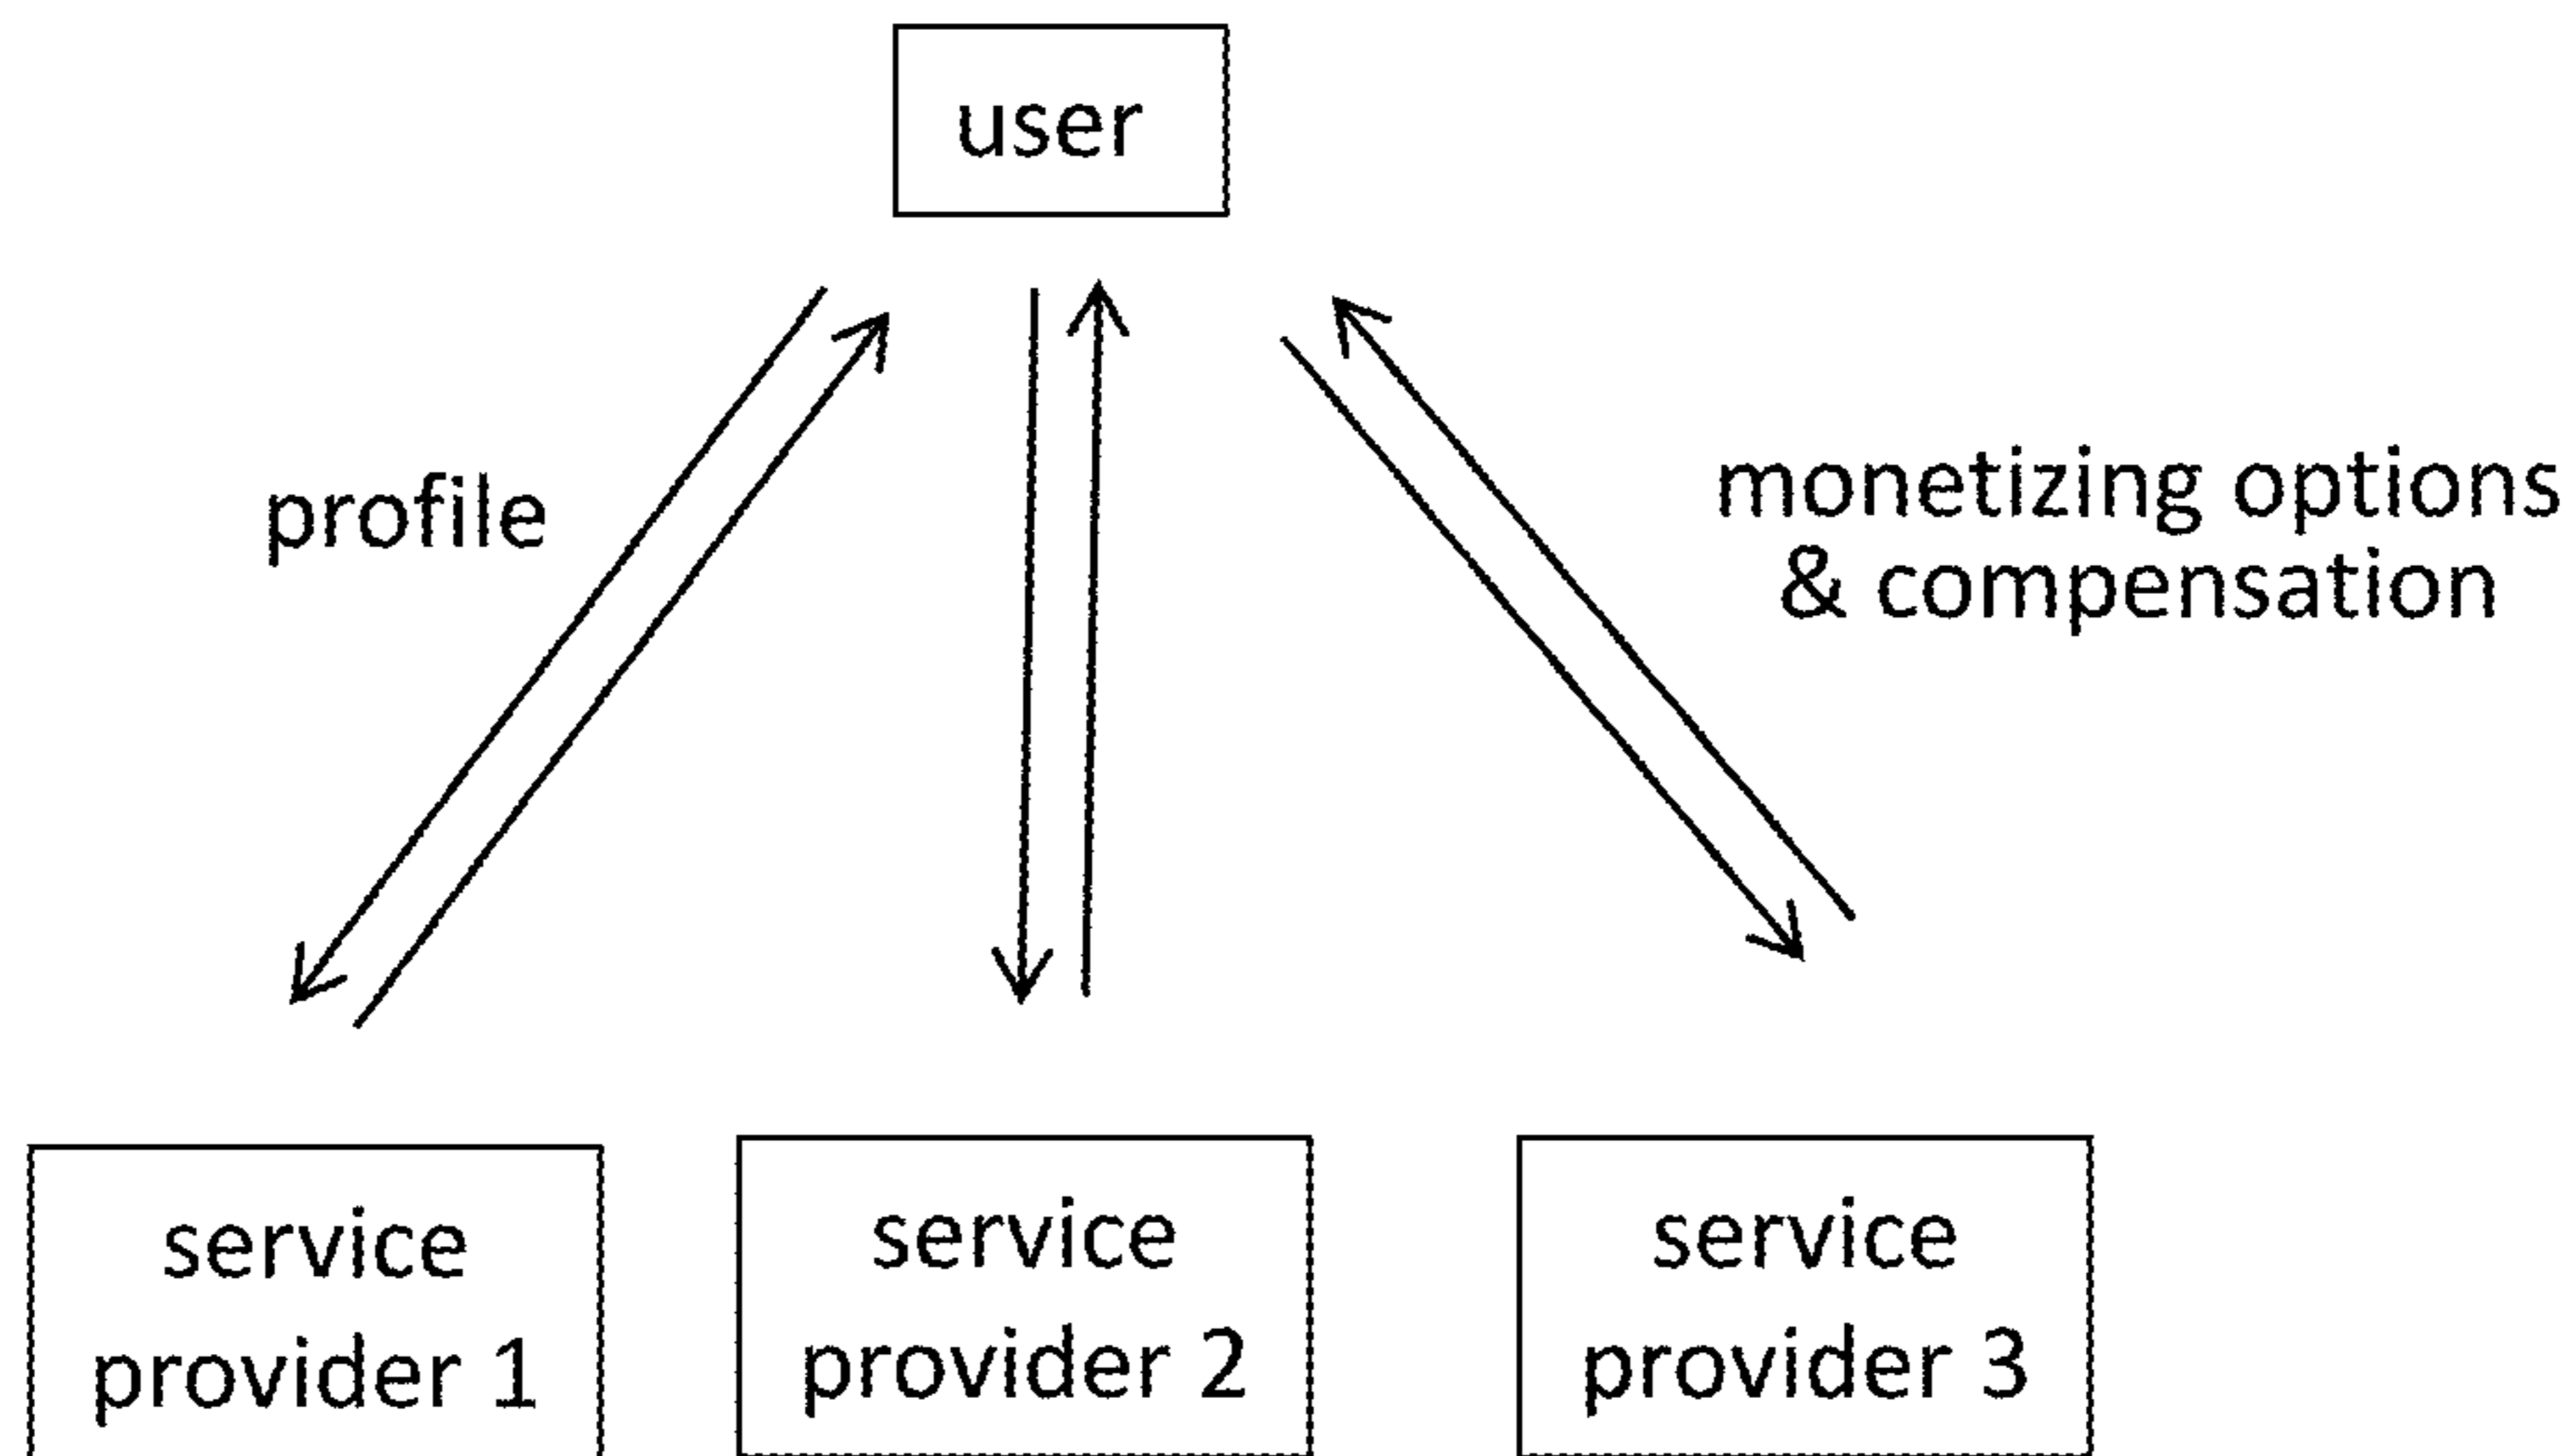 user
profile
monetizing options
& compensation
service
provider 1
service
provider 2
service
provider 3